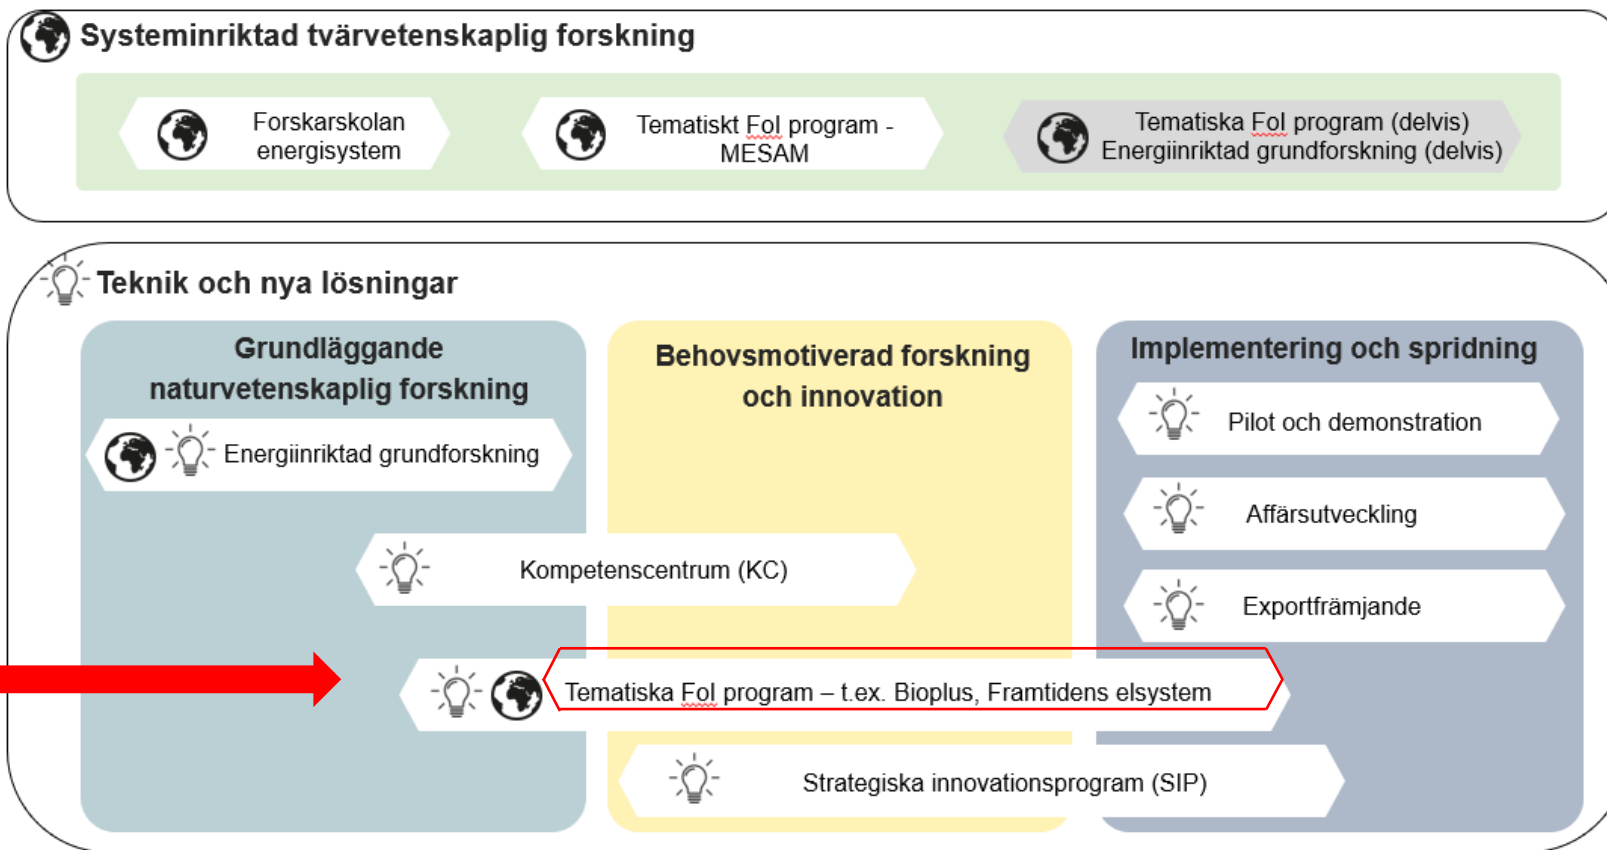 Systeminriktad tvärvetenskaplig forskning
Forskarskolan
energisystem
Tematiskt FoI program -
MESAM
Tematiska FoI program (delvis)
Energiinriktad grundforskning (delvis)
Teknik och nya lösningar
Grundläggande
naturvetenskaplig forskning
Energiinriktad grundforskning
Behovsmotiverad forskning
och innovation
Implementering och spridning
Pilot och demonstration
Affärsutveckling
Exportfrämjande
Kompetenscentrum (KC)
Tematiska FoI program – t.ex. Bioplus, Framtidens elsystem
Strategiska innovationsprogram (SIP)